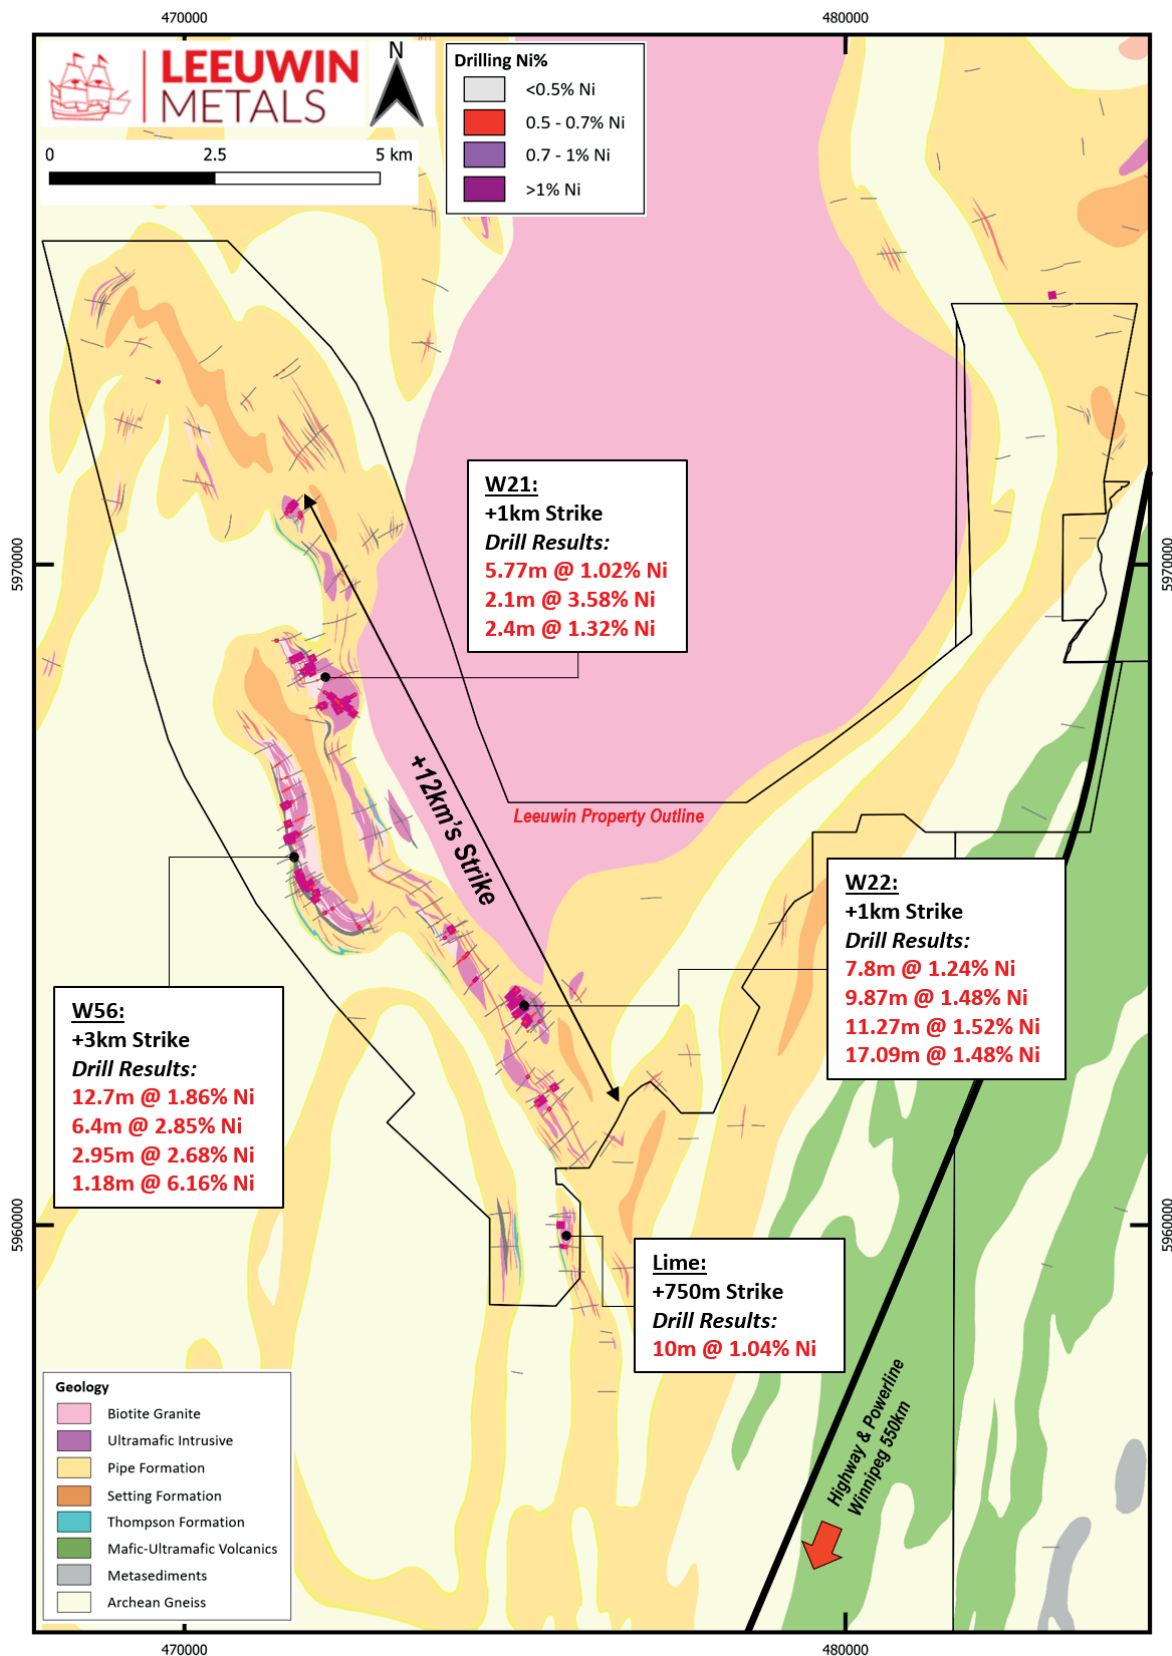 470000
480000
LEEUWIN
METALS
N
0 2.5 5 km
Drilling Ni%
<0.5% Ni
0.5 - 0.7% Ni
0.7 - 1% Ni
>1% Ni
W21:
+1km Strike
Drill Results:
5.77m @ 1.02% Ni
2.1m @ 3.58% Ni
2.4m @ 1.32% Ni
5970000
5970000
+12km's Strike
Leeuwin Property Outline
W22:
+1km Strike
Drill Results:
7.8m @ 1.24% Ni
9.87m @ 1.48% Ni
11.27m @ 1.52% Ni
17.09m @ 1.48% Ni
W56:
+3km Strike
Drill Results:
12.7m @ 1.86% Ni
6.4m @ 2.85% Ni
2.95m @ 2.68% Ni
1.18m @ 6.16% Ni
5960000
5960000
Lime:
+750m Strike
Drill Results:
10m @ 1.04% Ni
Highway & Powerline
Winnipeg 550km
Geology
Biotite Granite
Ultramafic Intrusive
Pipe Formation
Setting Formation
Thompson Formation
Mafic-Ultramafic Volcanics
Metasediments
Archean Gneiss
470000
480000